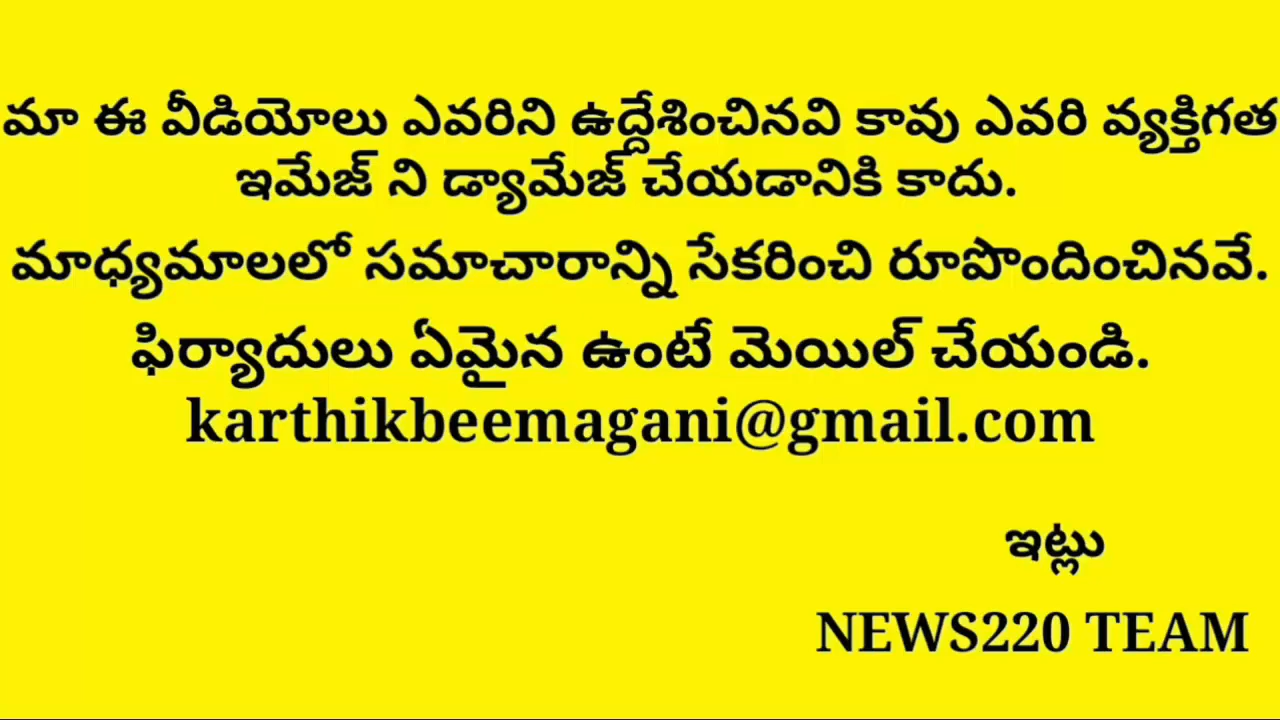 మా ఈ వీడియోలు ఎవరిని ఉద్దేశించినవి కావు ఎవరి వ్యక్తిగత
ఇమేజ్ ని డ్యామేజ్ చేయడానికి కాదు.
మాధ్యమాలలో సమాచారాన్ని సేకరించి రూపొందించినవే.
ఫిర్యాదులు ఏమైన ఉంటే మెయిల్ చేయండి.
karthikbeemagani@gmail.com
ఇట్లు
NEWS220 TEAM